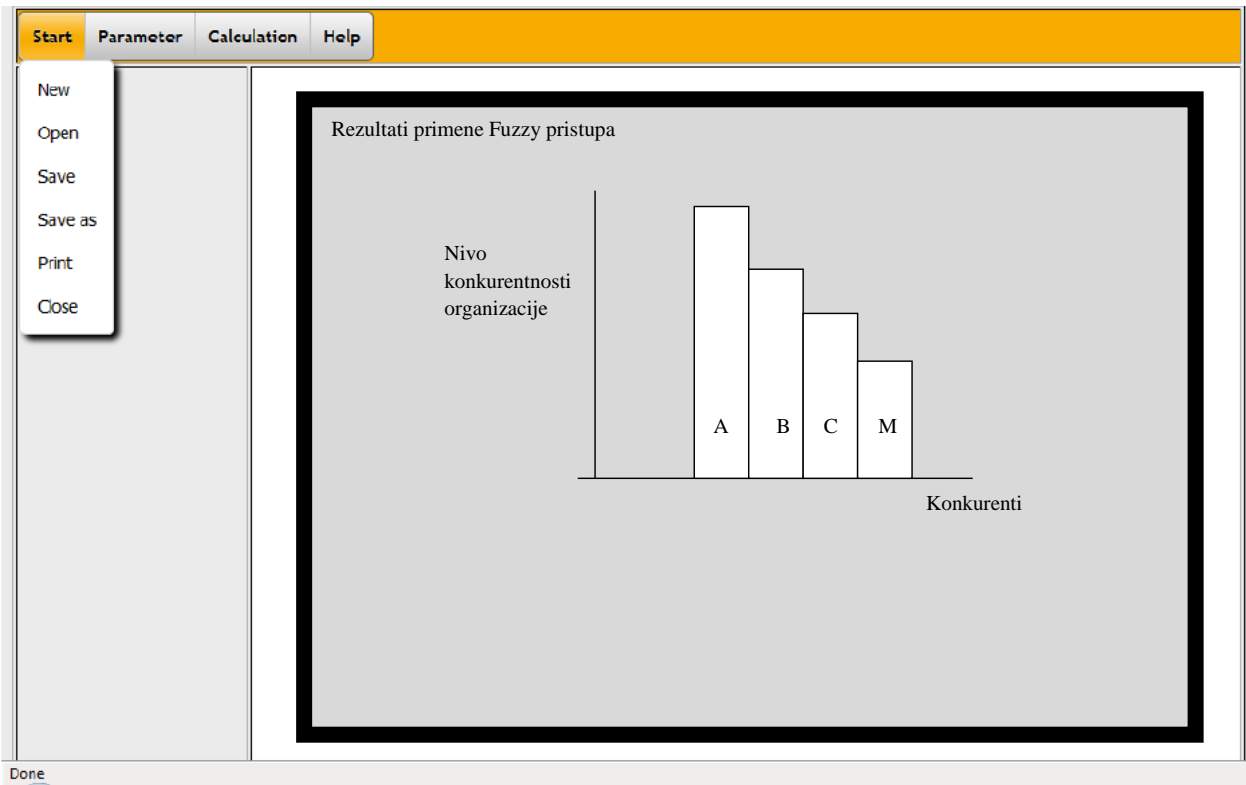 Start Parameter Calculation Help
New
Open
Save
Save as
Print
Close
Rezultati primene Fuzzy pristupa
Nivo
konkurentnosti
organizacije
A B C M
Konkurenti
Done